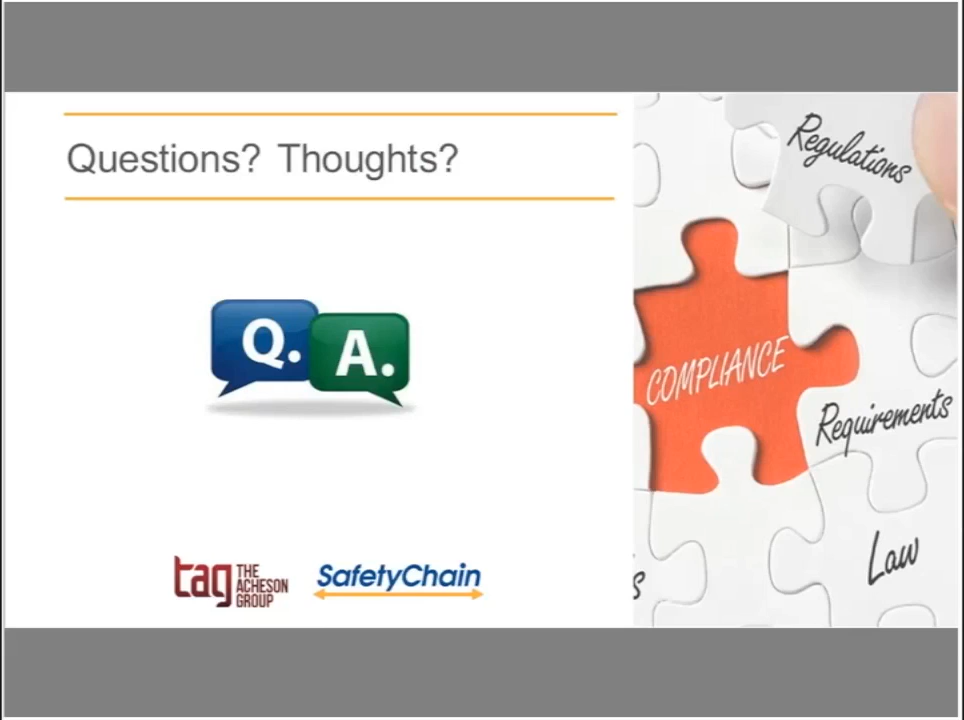 Questions? Thoughts?
Q.
A.
tag THE
ACHESON
GROUP
SafetyChain
Regulations
COMPLIANCE
Requirements
Law
s